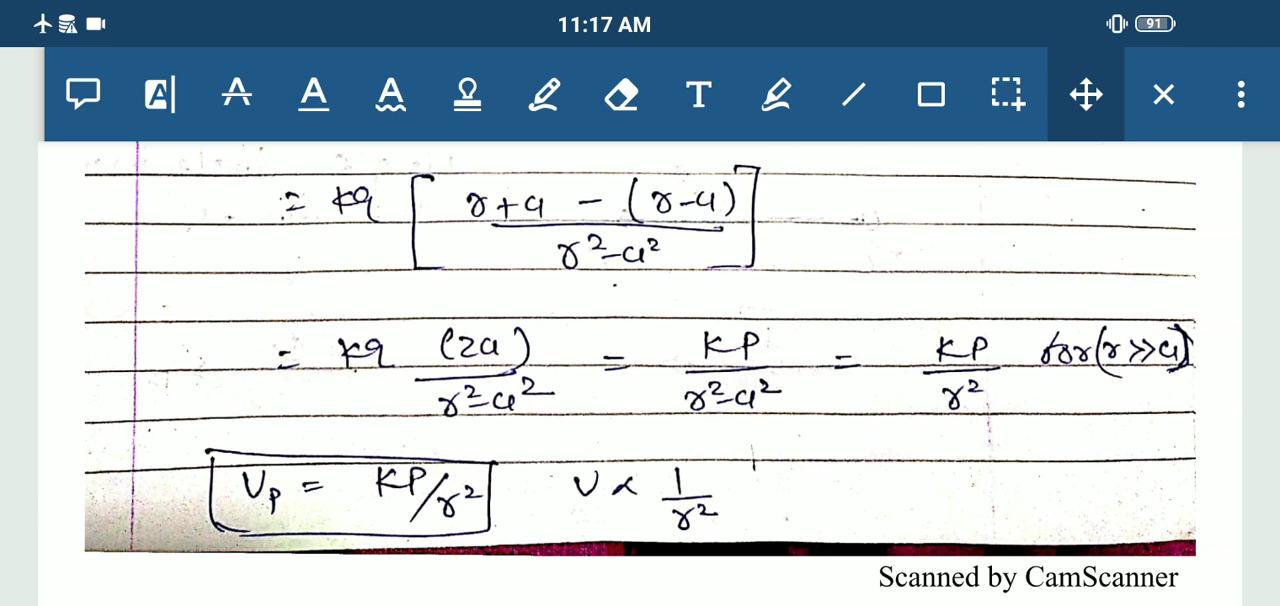 11:17 AM
91
A A A A T
= kq [ r+a - (r-a) / r²-a² ]
= kq (2a) / r²-a² = KP / r²-a² = KP / r² for (r >> a)
Vp = KP/r² V ∝ 1 / r²
Scanned by CamScanner